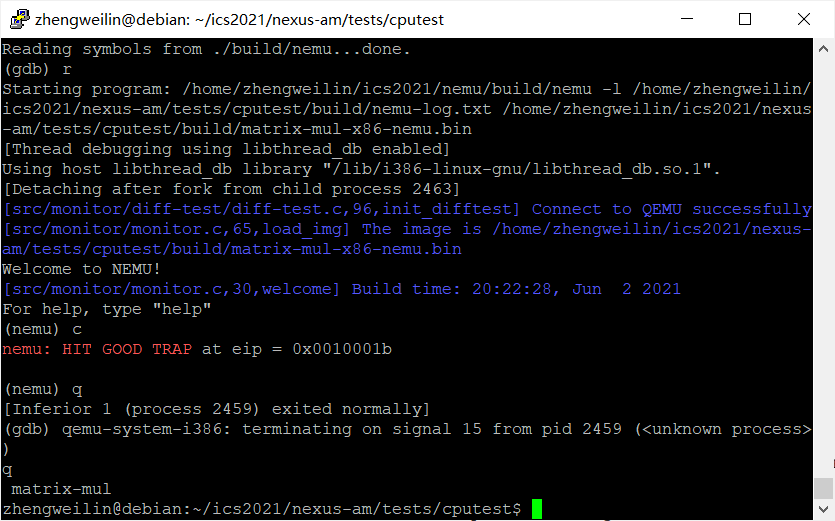 zhengweilin@debian: ~/ics2021/nexus-am/tests/cputest
Reading symbols from ./build/nemu...done.
(gdb) r
Starting program: /home/zhengweilin/ics2021/nemu/build/nemu -l /home/zhengweilin/
ics2021/nexus-am/tests/cputest/build/nemu-log.txt /home/zhengweilin/ics2021/nexus
-am/tests/cputest/build/matrix-mul-x86-nemu.bin
[Thread debugging using libthread_db enabled]
Using host libthread_db library "/lib/i386-linux-gnu/libthread_db.so.1".
[Detaching after fork from child process 2463]
[src/monitor/diff-test/diff-test.c,96,init_difftest] Connect to QEMU successfully
[src/monitor/monitor.c,65,load_img] The image is /home/zhengweilin/ics2021/nexus-
am/tests/cputest/build/matrix-mul-x86-nemu.bin
Welcome to NEMU!
[src/monitor/monitor.c,30,welcome] Build time: 20:22:28, Jun  2 2021
For help, type "help"
(nemu) c
nemu: HIT GOOD TRAP at eip = 0x0010001b
(nemu) q
[Inferior 1 (process 2459) exited normally]
(gdb) qemu-system-i386: terminating on signal 15 from pid 2459 (<unknown process>
)
q
 matrix-mul
zhengweilin@debian:~/ics2021/nexus-am/tests/cputest$